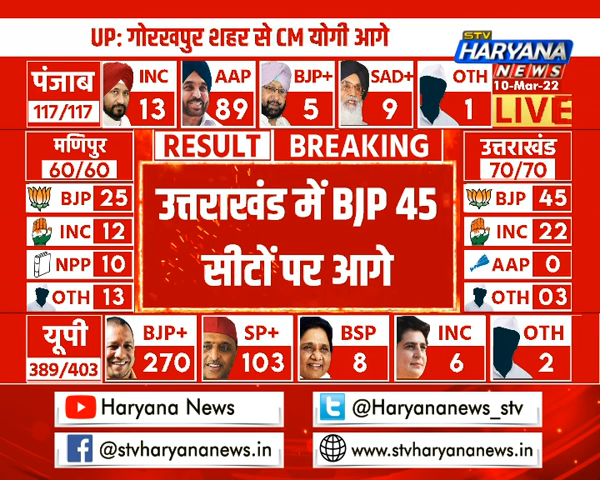 UP: गोरखपुर शहर से CM योगी आगे
STV
HARYANA
NEWS
10-Mar-22
LIVE
पंजाब
117/117
INC
13
AAP
89
BJP+
5
SAD+
9
OTH
1
मणिपुर
60/60
BJP 25
INC 12
NPP 10
OTH 13
RESULT BREAKING
उत्तराखंड में BJP 45
सीटों पर आगे
उत्तराखंड
70/70
BJP 45
INC 22
AAP 0
OTH 03
यूपी
389/403
BJP+
270
SP+
103
BSP
8
INC
6
OTH
2
Haryana News
@Haryananews_stv
@stvharyananews.in
www.stvharyananews.in